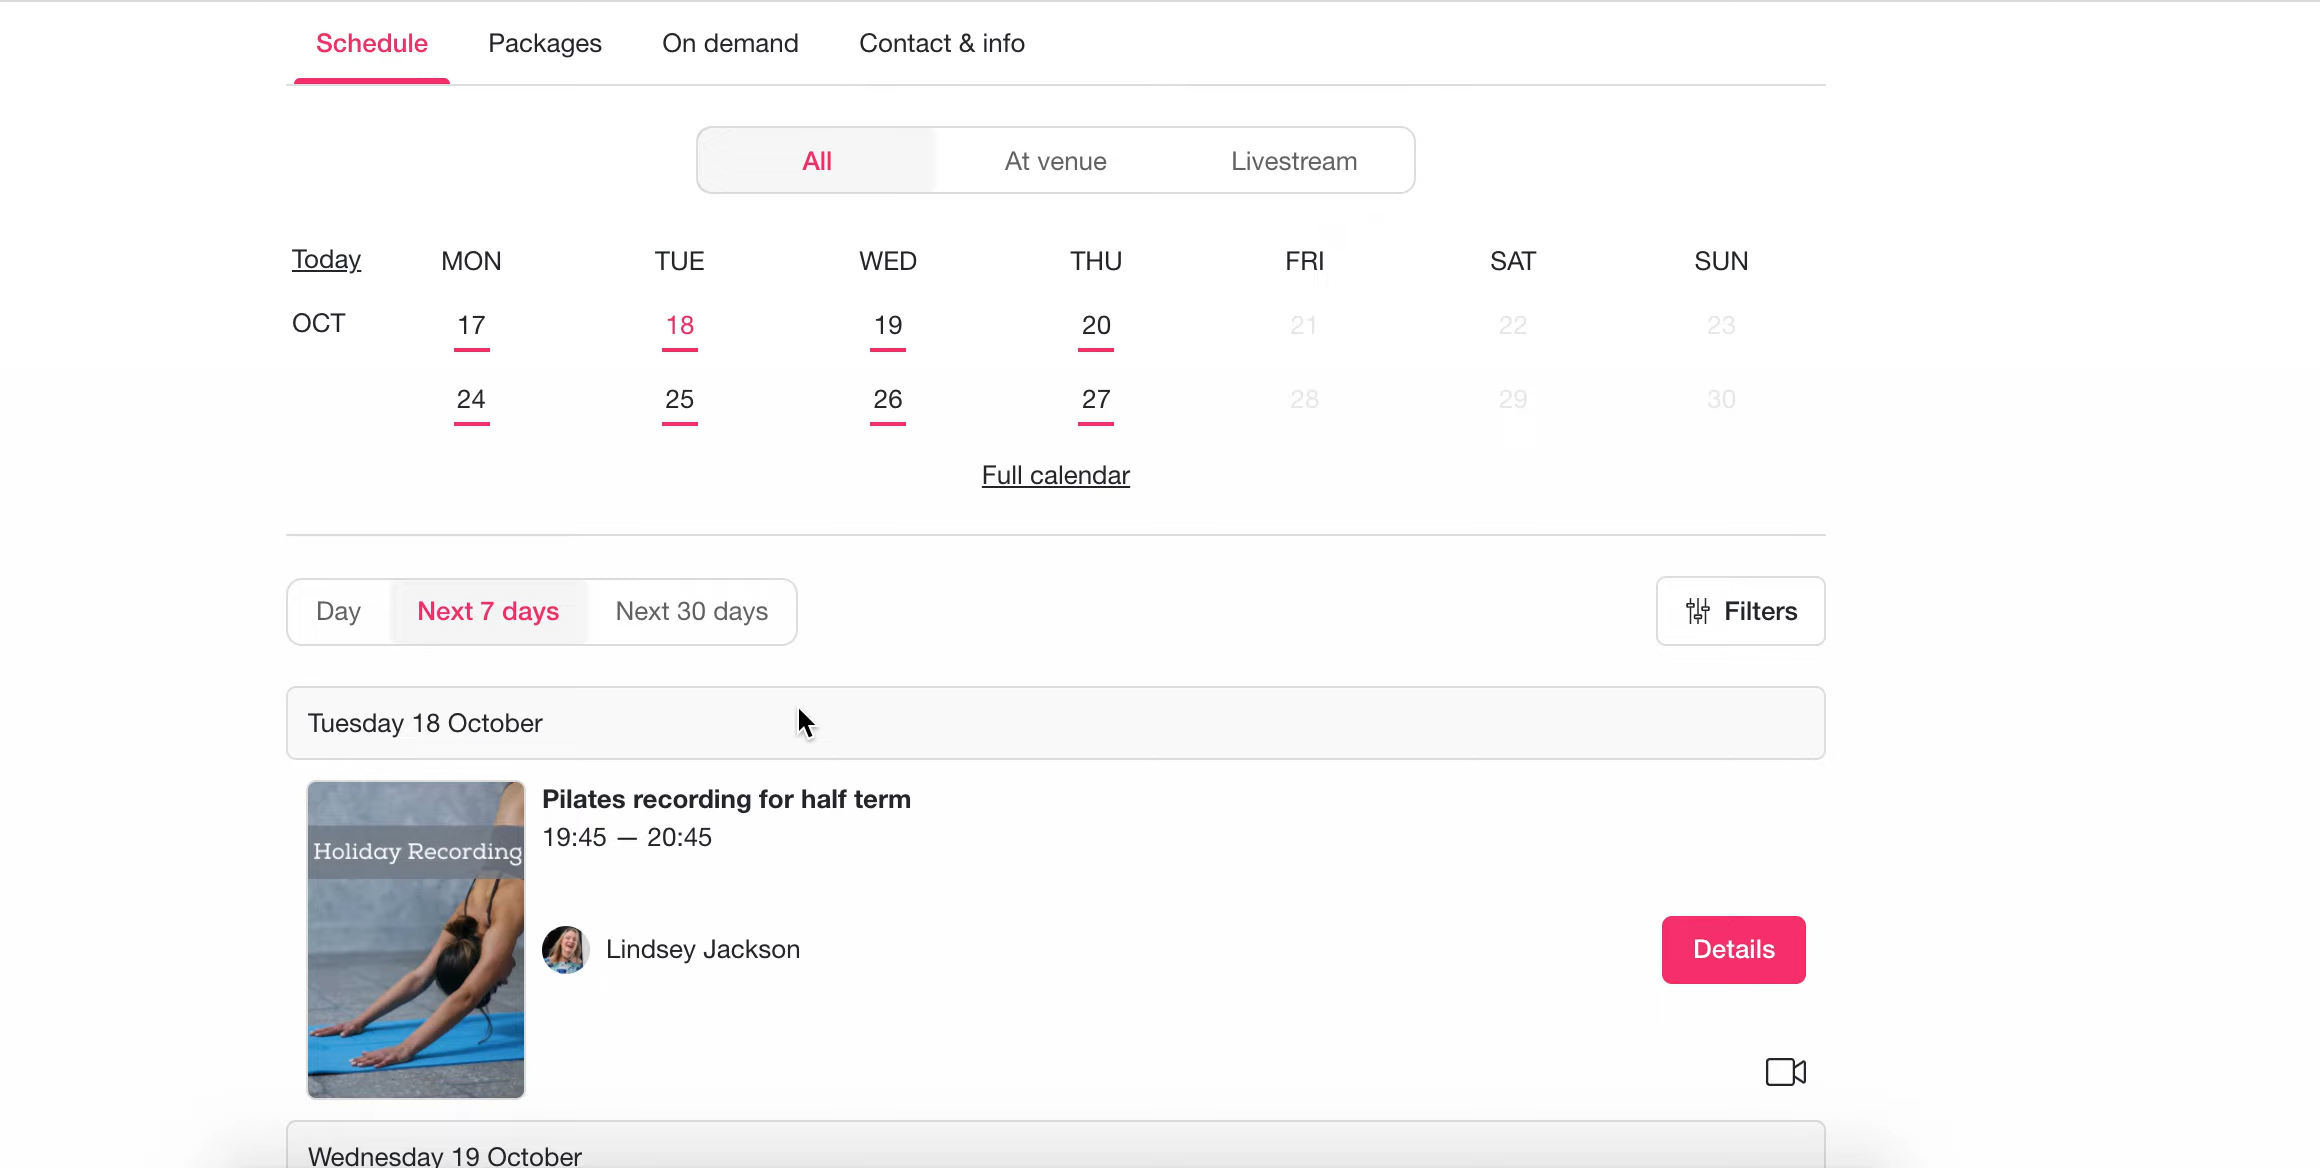 Schedule Packages On demand Contact & info
All At venue Livestream
Today MON TUE WED THU FRI SAT SUN
OCT 17 18 19 20 21 22 23
24 25 26 27 28 29 30
Full calendar
Day Next 7 days Next 30 days Filters
Tuesday 18 October
Pilates recording for half term
19:45 — 20:45
Holiday Recording
Lindsey Jackson
Details
Wednesday 19 October